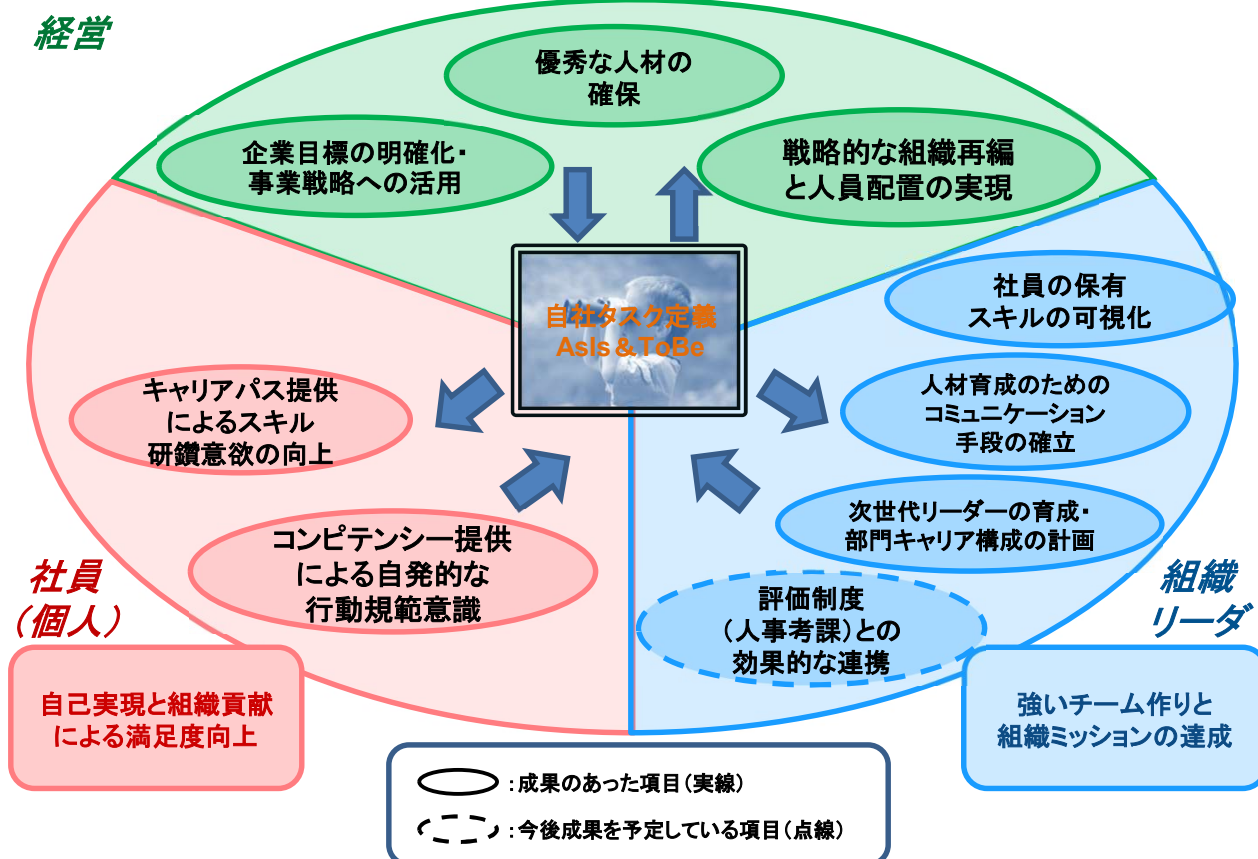 経営
優秀な人材の
確保
企業目標の明確化・
事業戦略への活用
戦略的な組織再編
と人員配置の実現
自社タスク定義
AsIs＆ToBe
社員の保有
スキルの可視化
人材育成のための
コミュニケーション
手段の確立
次世代リーダーの育成・
部門キャリア構成の計画
評価制度
（人事考課）との
効果的な連携
キャリアパス提供
によるスキル
研鑽意欲の向上
コンピテンシー提供
による自発的な
行動規範意識
社員
（個人）
自己実現と組織貢献
による満足度向上
組織
リーダ
強いチーム作りと
組織ミッションの達成
：成果のあった項目（実線）
：今後成果を予定している項目（点線）